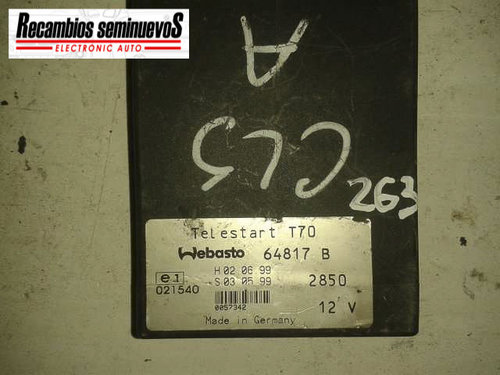 Recambios seminuevoS
ELECTRONIC AUTO
A
CLS
263
Telestart T70
Webasto 64817 B
e1 H 02 06 99
021540 S 03 05 99 2850
0057342 12 V
Made in Germany